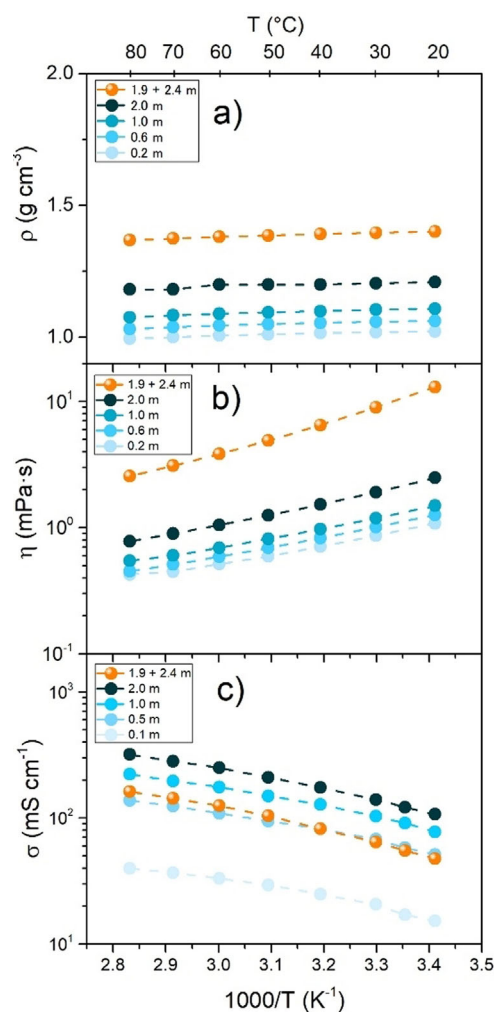 T (°C)
80 70 60 50 40 30 20
2.0
1.9 + 2.4 m
2.0 m
1.0 m
0.6 m
0.2 m
a)
ρ (g cm⁻³)
1.5
1.0
10¹
1.9 + 2.4 m
2.0 m
1.0 m
0.6 m
0.2 m
b)
η (mPa·s)
10⁰
10⁻¹
1.9 + 2.4 m
2.0 m
1.0 m
0.5 m
0.1 m
c)
10³
σ (mS cm⁻¹)
10²
10¹
2.8 2.9 3.0 3.1 3.2 3.3 3.4 3.5
1000/T (K⁻¹)